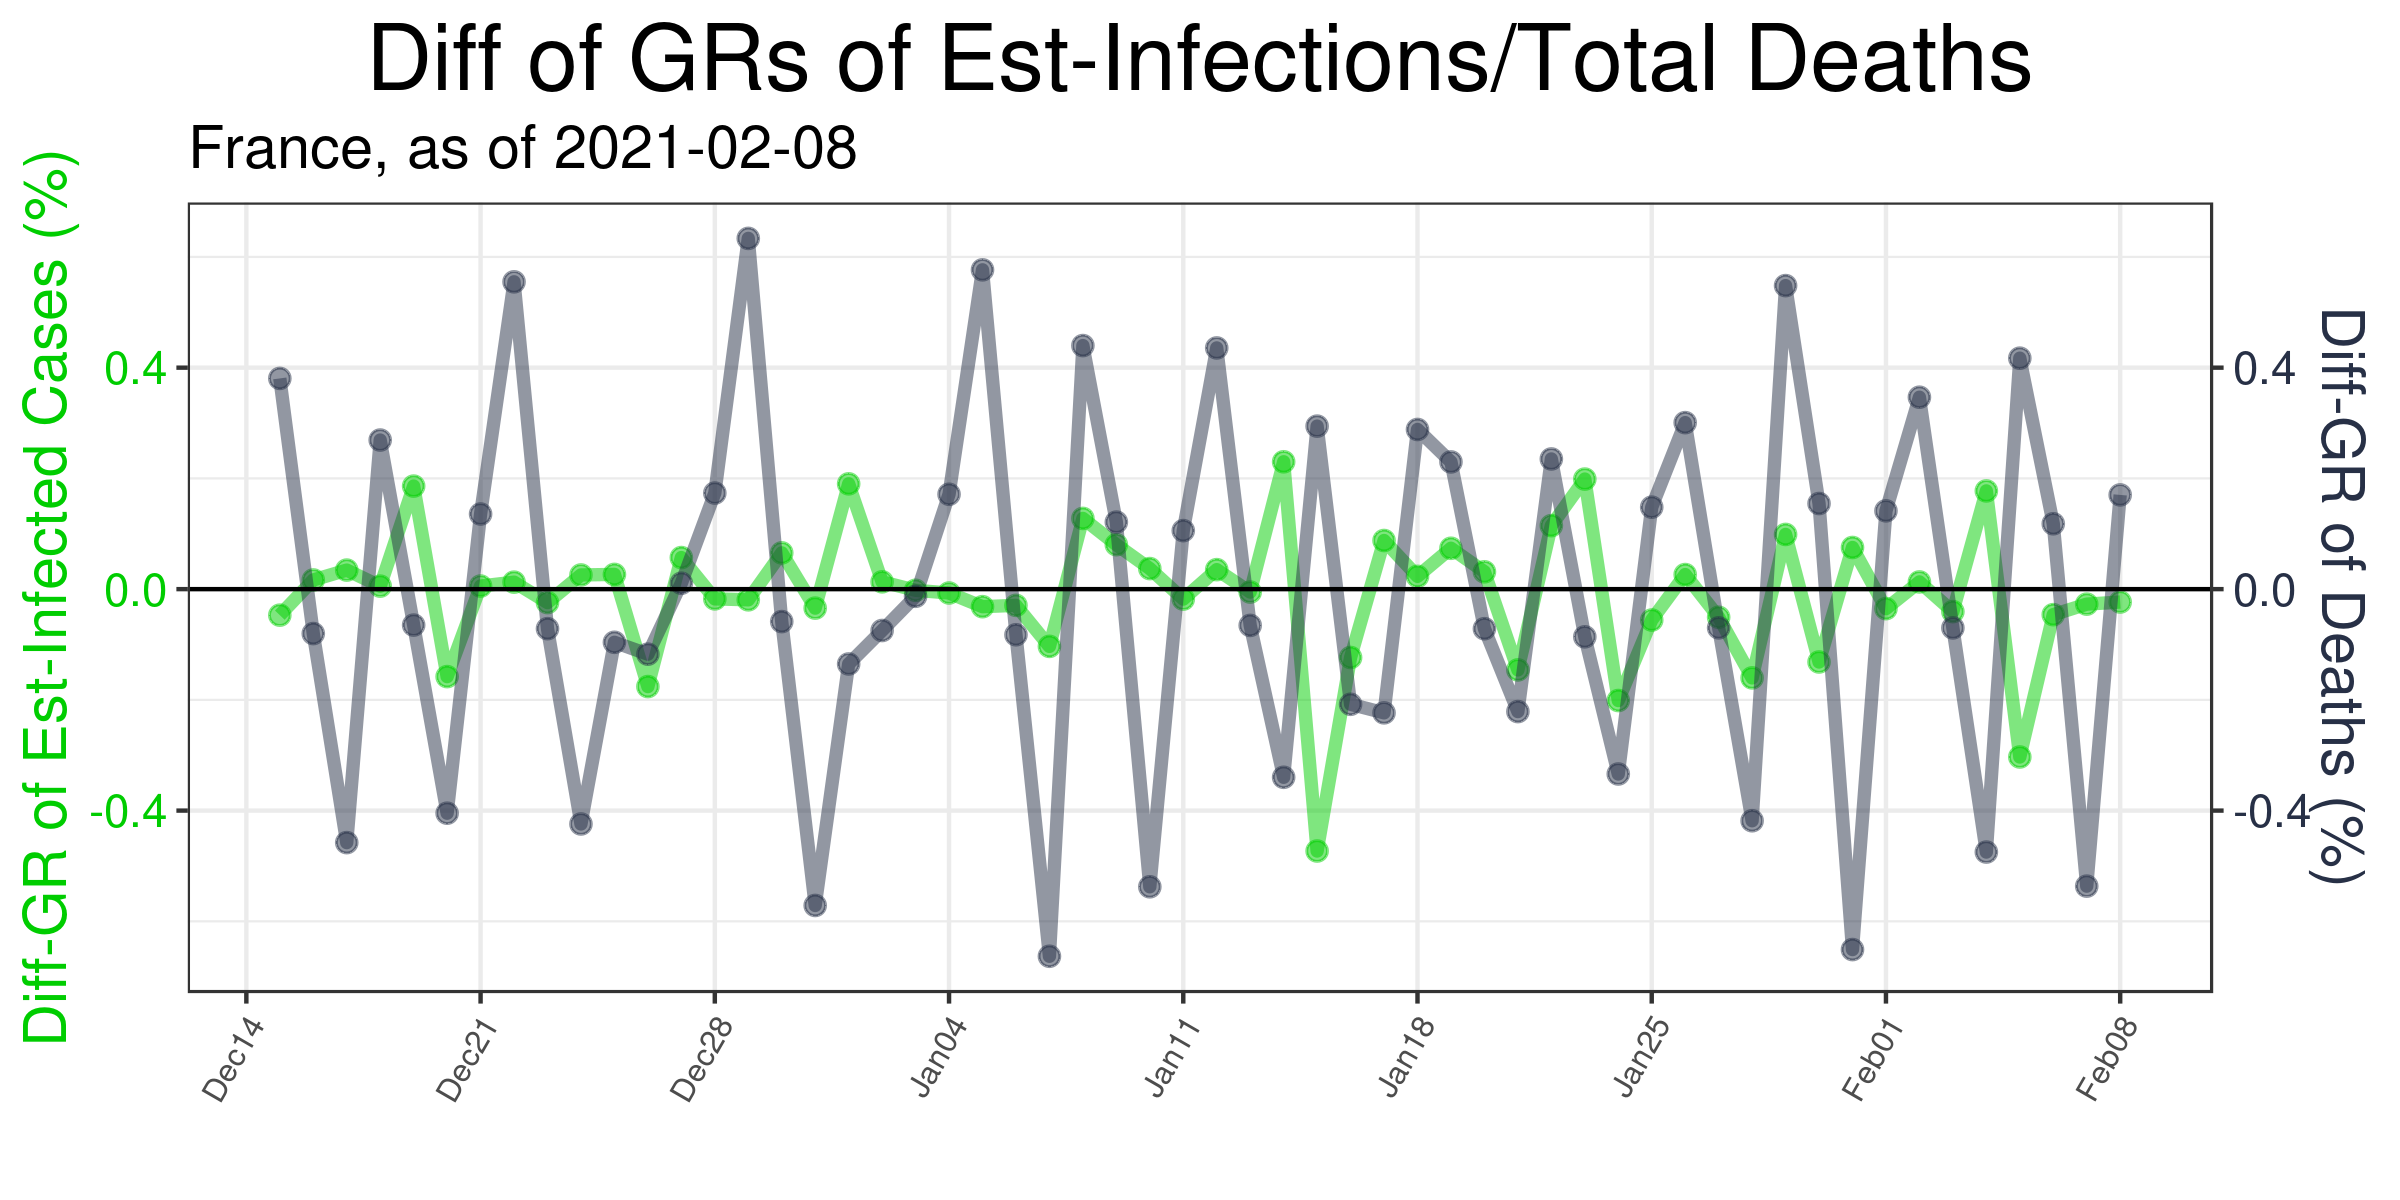 Diff of GRs of Est-Infections/Total Deaths
France, as of 2021-02-08
Diff-GR of Est-Infected Cases (%)
0.4
0.0
-0.4
0.4
0.0
-0.4
Diff-GR of Deaths (%)
Dec14
Dec21
Dec28
Jan04
Jan11
Jan18
Jan25
Feb01
Feb08